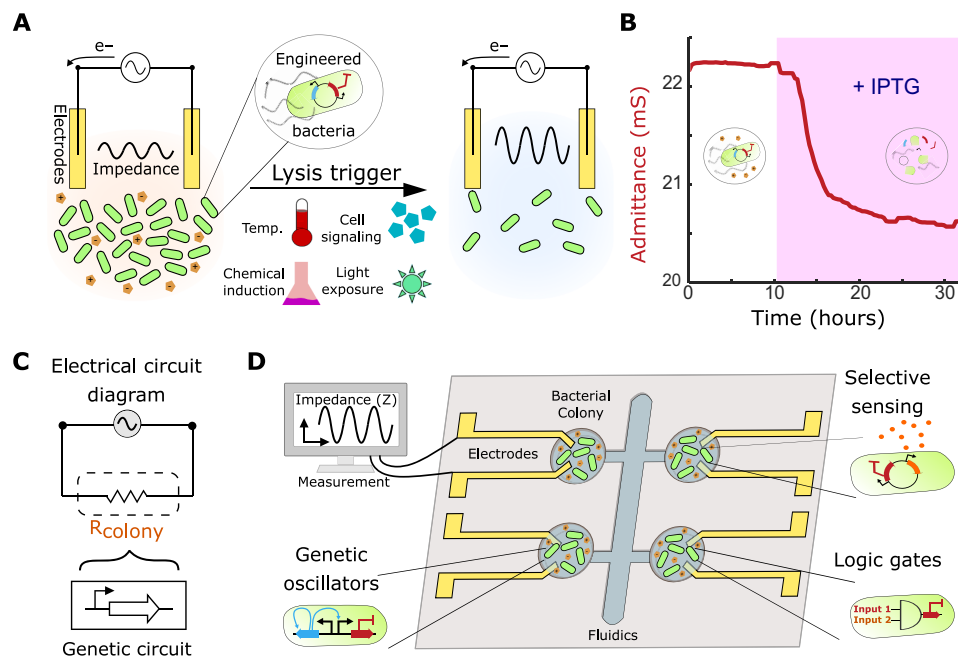 A
e−
Electrodes
Impedance
Engineered
bacteria
Lysis trigger
Temp.
Cell
signaling
Chemical
induction
Light
exposure
+
-
+
-
+
-
+
-
+
e−
B
Admittance (mS)
22
21
20
+ IPTG
0
10
20
30
Time (hours)
C
Electrical circuit
diagram
Rcolony
Genetic circuit
D
Impedance (Z)
Measurement
Electrodes
Bacterial
Colony
Selective
sensing
Genetic
oscillators
Fluidics
Logic gates
Input 1
Input 2